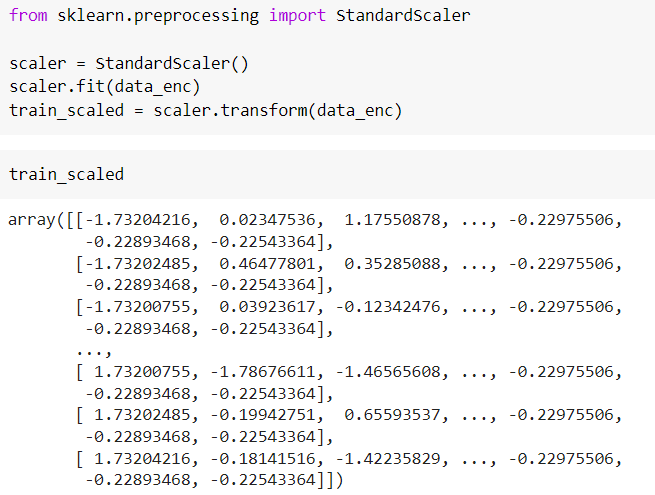 from sklearn.preprocessing import StandardScaler
scaler = StandardScaler()
scaler.fit(data_enc)
train_scaled = scaler.transform(data_enc)
train_scaled
array([[-1.73204216,  0.02347536,  1.17550878, ..., -0.22975506,
        -0.22893468, -0.22543364],
       [-1.73202485,  0.46477801,  0.35285088, ..., -0.22975506,
        -0.22893468, -0.22543364],
       [-1.73200755,  0.03923617, -0.12342476, ..., -0.22975506,
        -0.22893468, -0.22543364],
       ...,
       [ 1.73200755, -1.78676611, -1.46565608, ..., -0.22975506,
        -0.22893468, -0.22543364],
       [ 1.73202485, -0.19942751,  0.65593537, ..., -0.22975506,
        -0.22893468, -0.22543364],
       [ 1.73204216, -0.18141516, -1.42235829, ..., -0.22975506,
        -0.22893468, -0.22543364]])